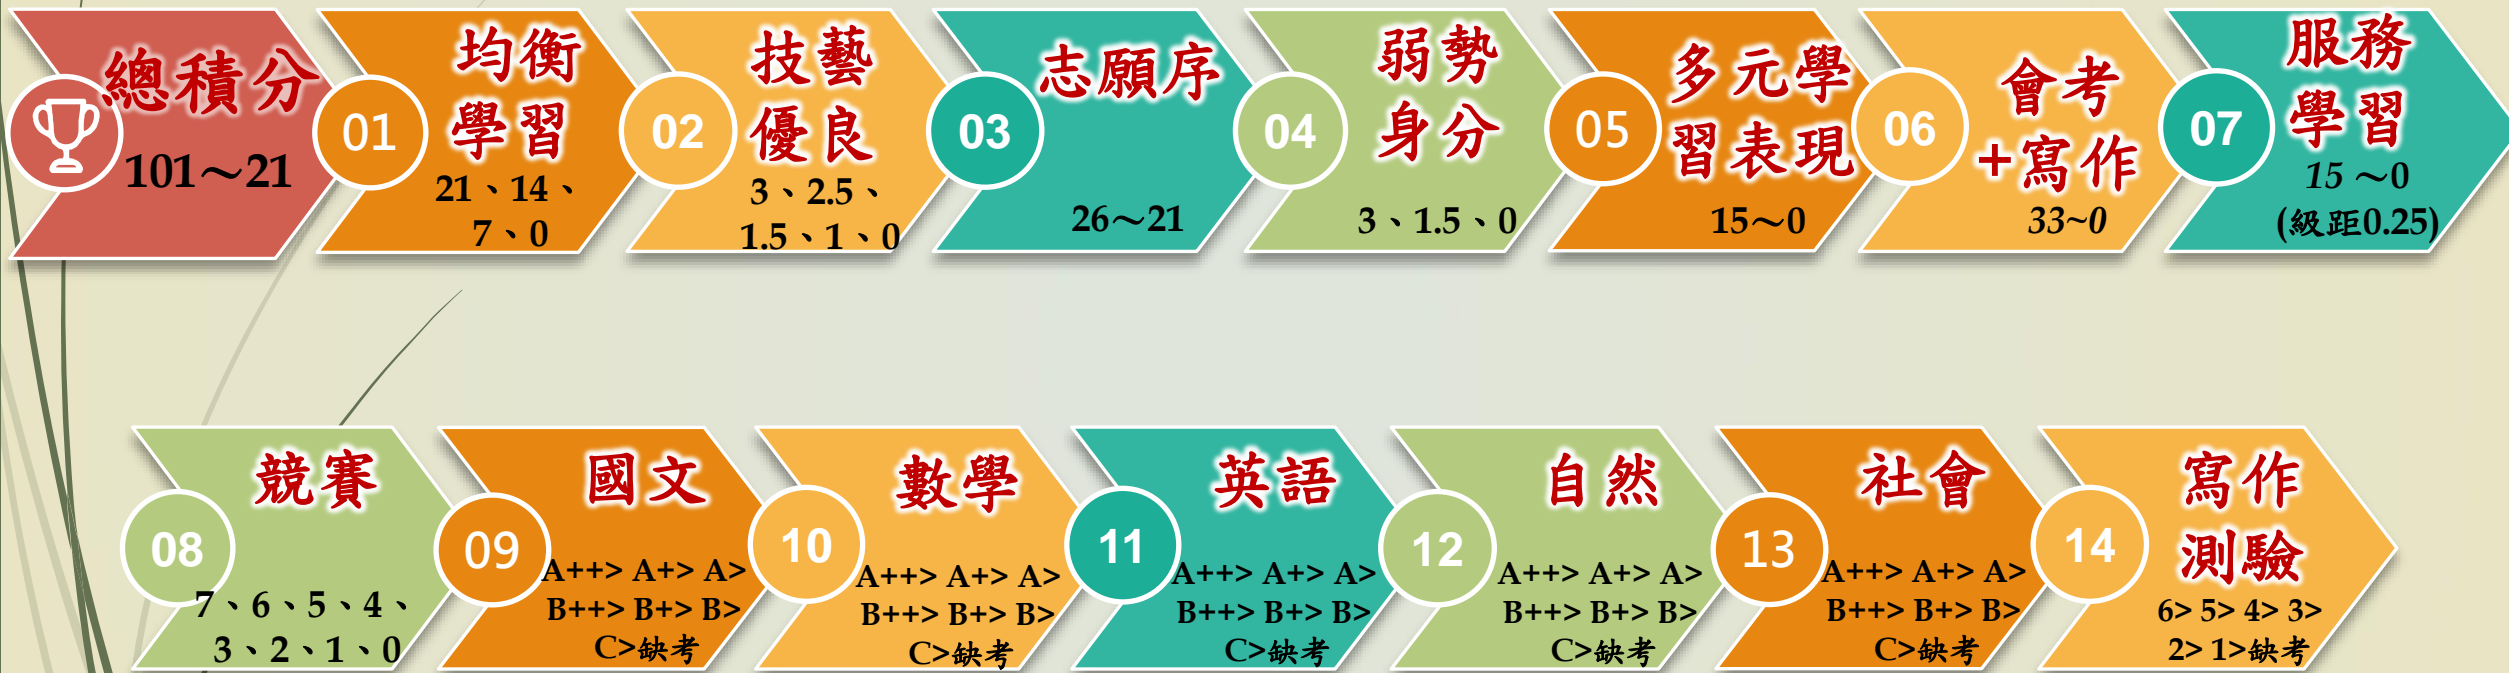 總積分
101～21
01
均衡
學習
21、14、
7、0
02
技藝
優良
3、2.5、
1.5、1、0
03
志願序
26～21
04
弱勢
身分
3、1.5、0
05
多元學
習表現
15～0
06
會考
+寫作
33~0
07
服務
學習
15 ～0
(級距0.25)
08
競賽
7、6、5、4、
3、2、1、0
09
國文
A++> A+> A>
B++> B+> B>
C>缺考
10
數學
A++> A+> A>
B++> B+> B>
C>缺考
11
英語
A++> A+> A>
B++> B+> B>
C>缺考
12
自然
A++> A+> A>
B++> B+> B>
C>缺考
13
社會
A++> A+> A>
B++> B+> B>
C>缺考
14
寫作
測驗
6> 5> 4> 3>
2> 1>缺考